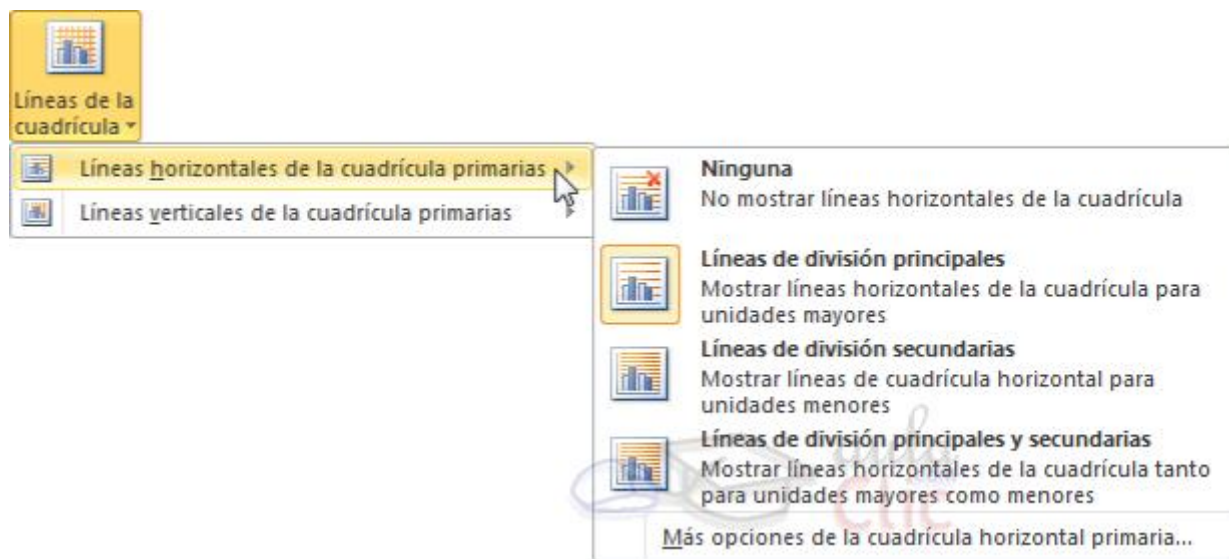 Líneas de la
cuadrícula
Líneas horizontales de la cuadrícula primarias
Líneas verticales de la cuadrícula primarias
Ninguna
No mostrar líneas horizontales de la cuadrícula
Líneas de división principales
Mostrar líneas horizontales de la cuadrícula para
unidades mayores
Líneas de división secundarias
Mostrar líneas de cuadrícula horizontal para
unidades menores
Líneas de división principales y secundarias
Mostrar líneas horizontales de la cuadrícula tanto
para unidades mayores como menores
Más opciones de la cuadrícula horizontal primaria...
aula
clic